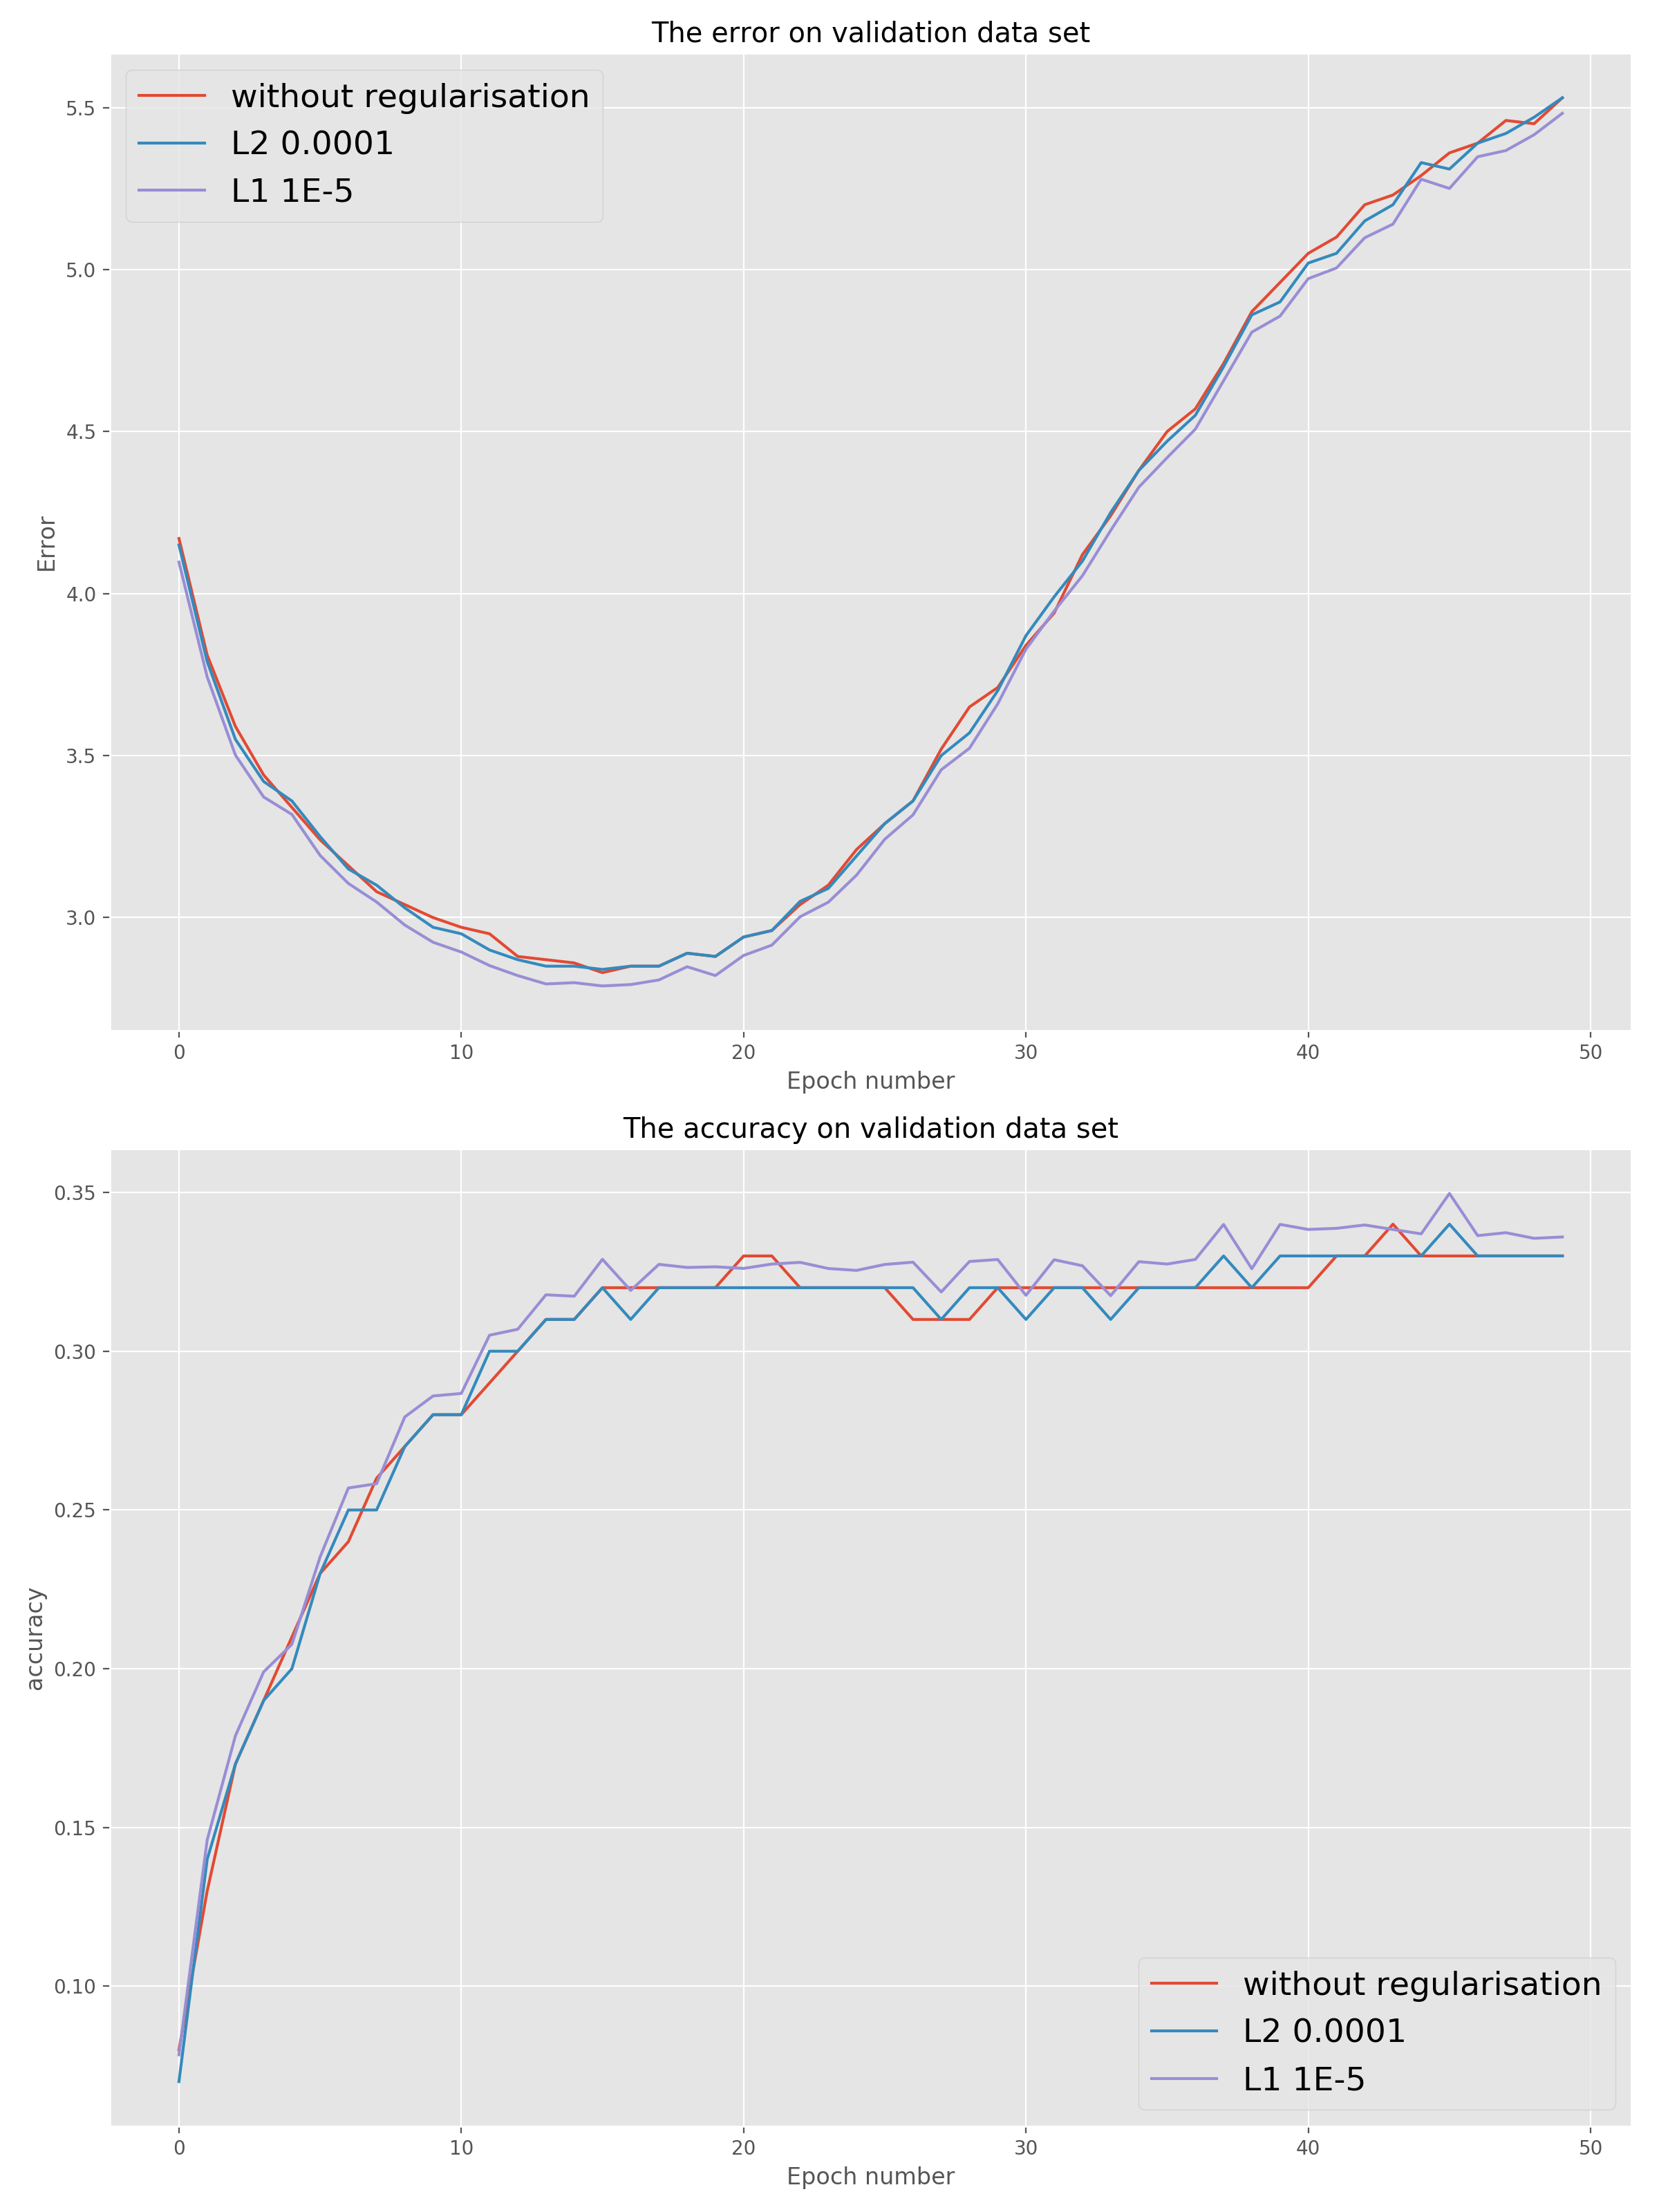 The error on validation data set
without regularisation
L2 0.0001
L1 1E-5
5.5
5.0
4.5
4.0
3.5
3.0
Error
0 10 20 30 40 50
Epoch number
The accuracy on validation data set
0.35
0.30
0.25
0.20
0.15
0.10
accuracy
without regularisation
L2 0.0001
L1 1E-5
0 10 20 30 40 50
Epoch number